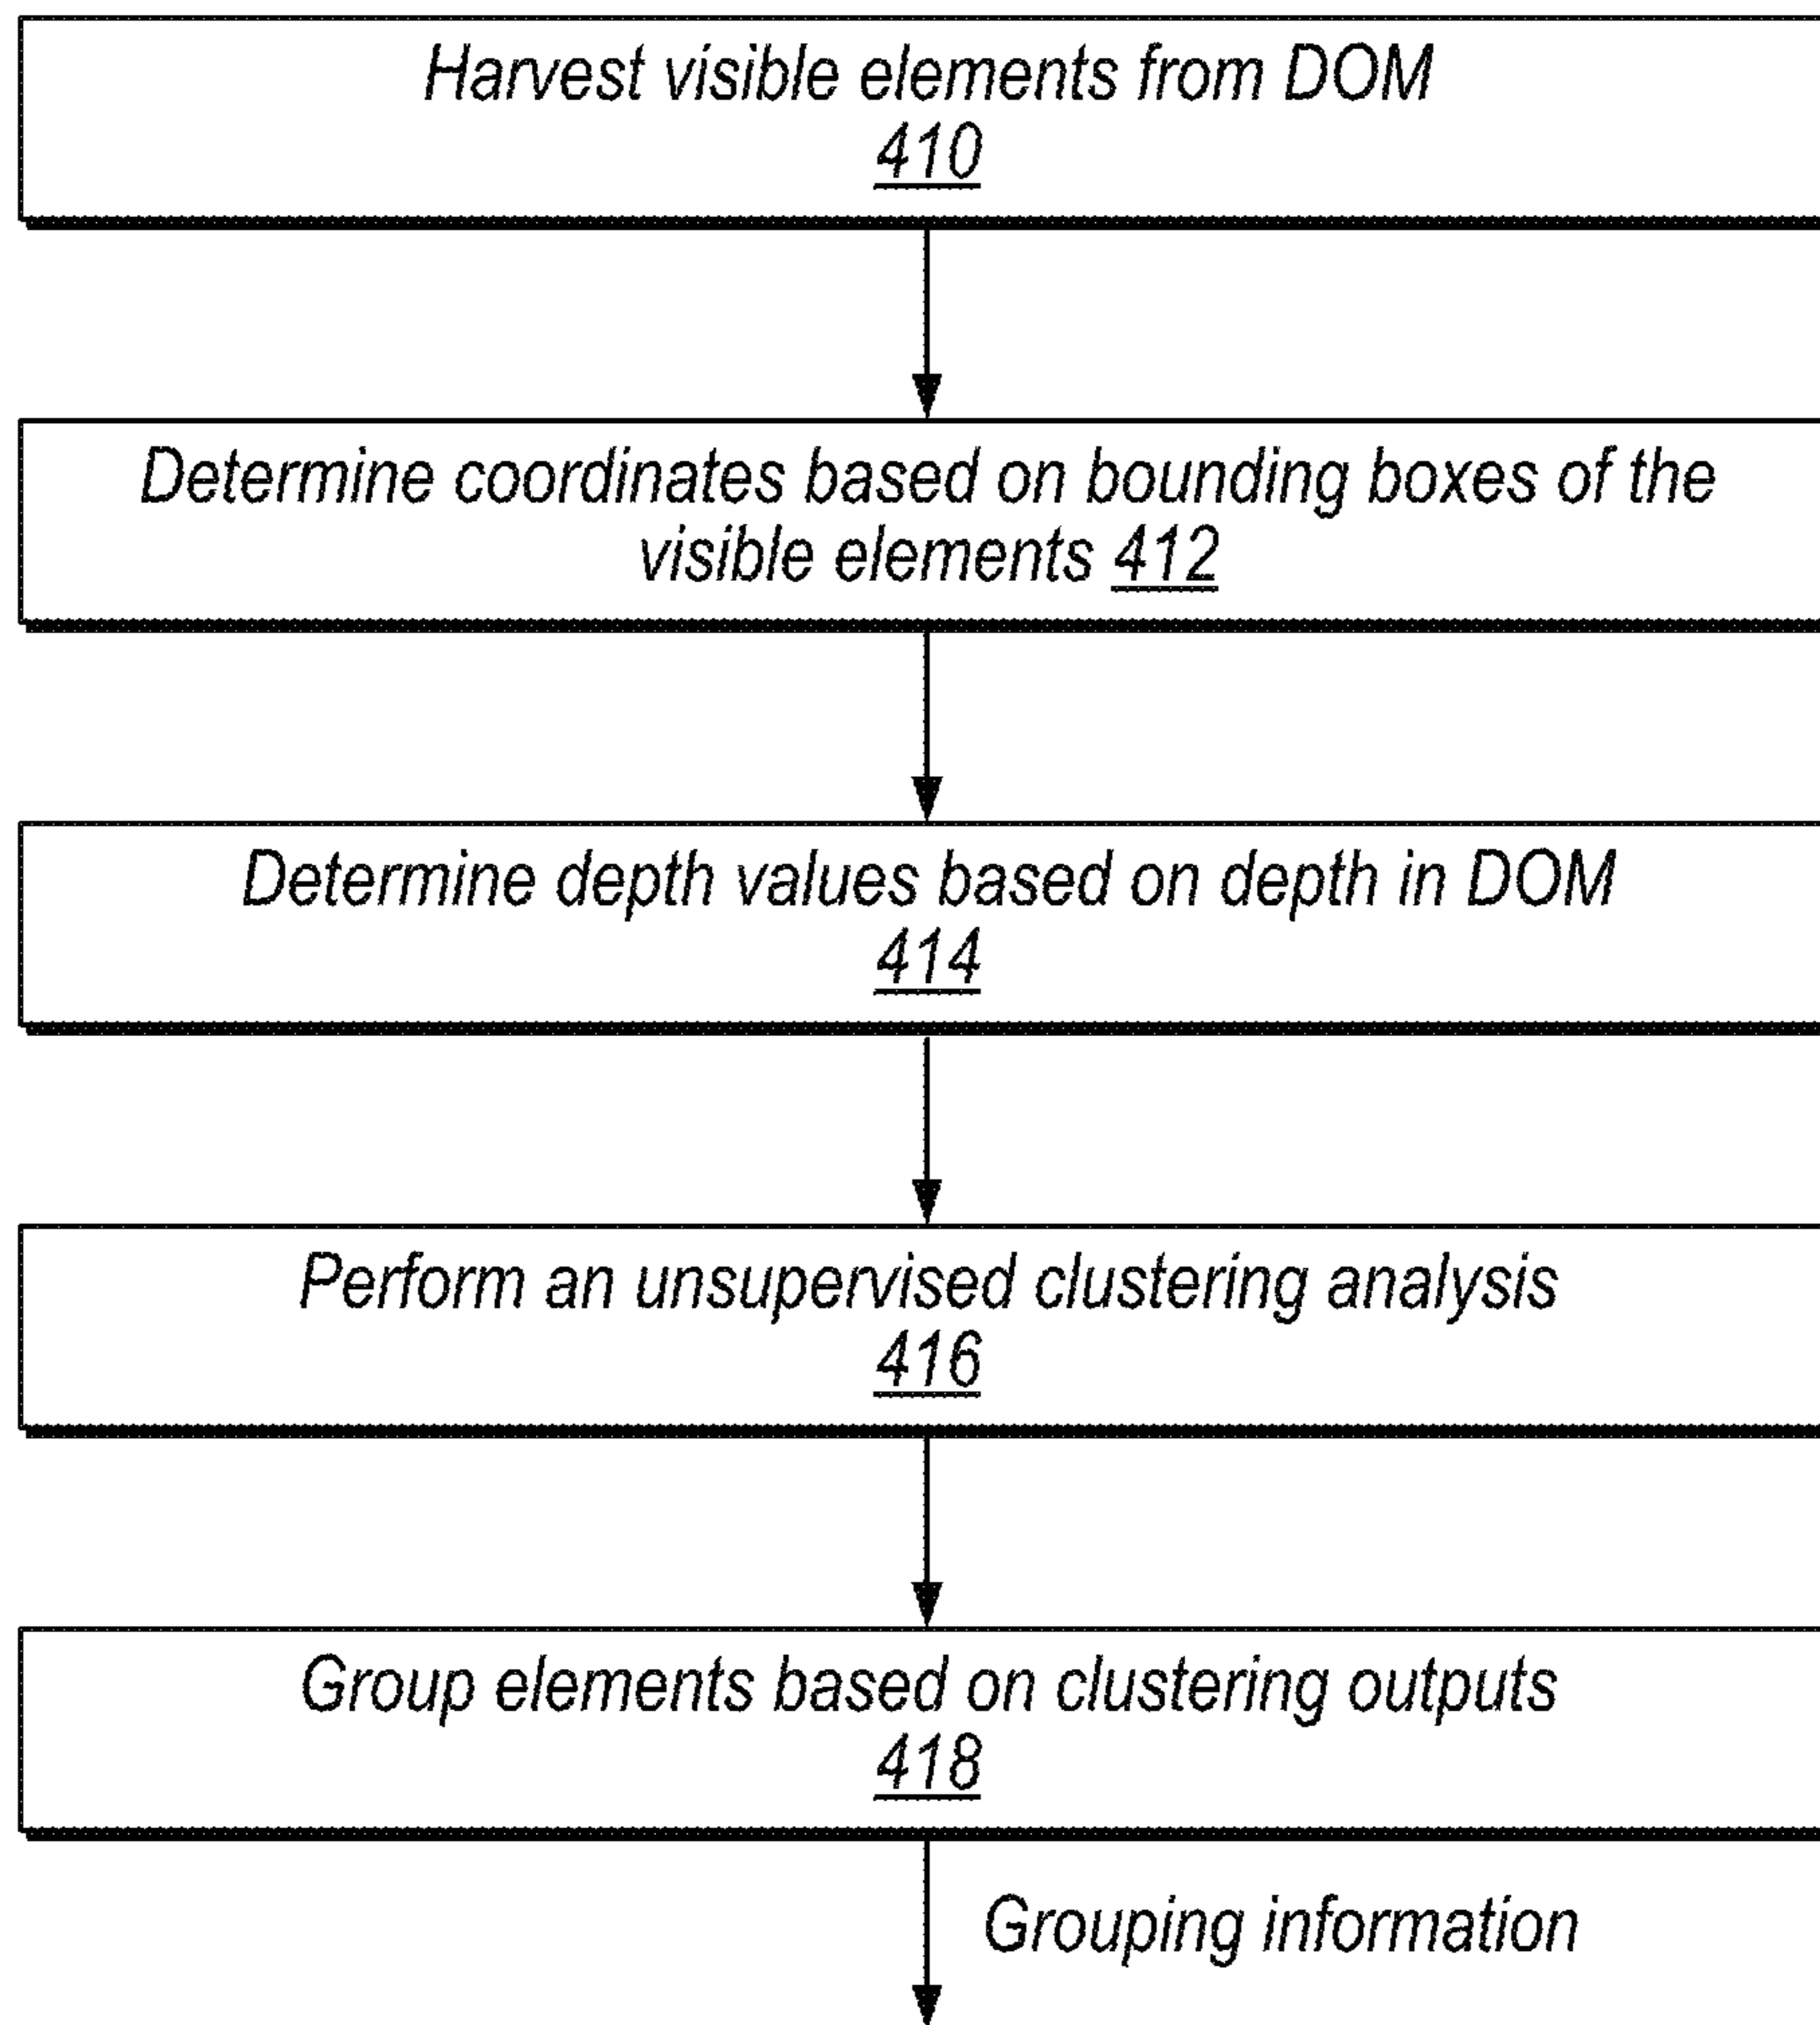 Harvest visible elements from DOM
410
Determine coordinates based on bounding boxes of the
visible elements 412
Determine depth values based on depth in DOM
414
Perform an unsupervised clustering analysis
416
Group elements based on clustering outputs
418
Grouping information